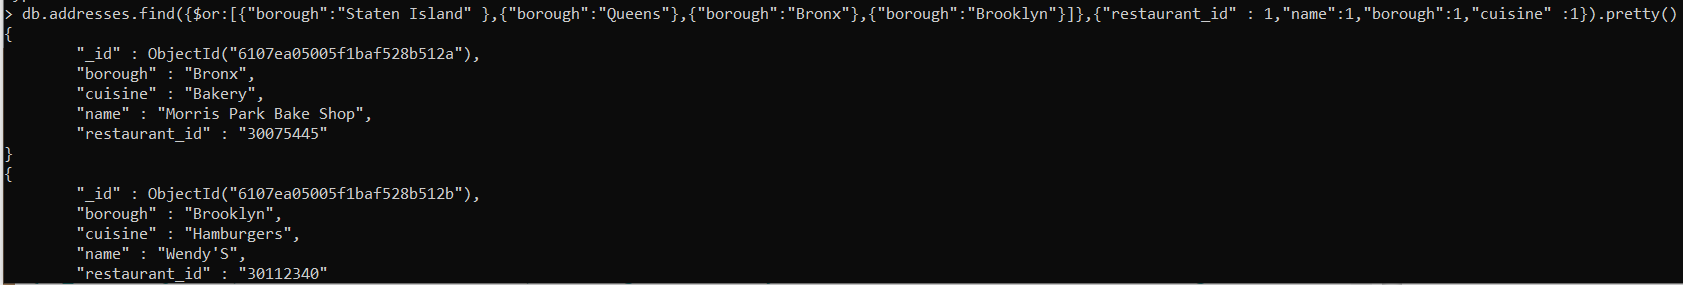 > db.addresses.find({$or:[{"borough":"Staten Island" },{"borough":"Queens"},{"borough":"Bronx"},{"borough":"Brooklyn"}]},{"restaurant_id" : 1,"name":1,"borough":1,"cuisine" :1}).pretty()
{
"_id" : ObjectId("6107ea05005f1baf528b512a"),
"borough" : "Bronx",
"cuisine" : "Bakery",
"name" : "Morris Park Bake Shop",
"restaurant_id" : "30075445"
}
{
"_id" : ObjectId("6107ea05005f1baf528b512b"),
"borough" : "Brooklyn",
"cuisine" : "Hamburgers",
"name" : "Wendy'S",
"restaurant_id" : "30112340"